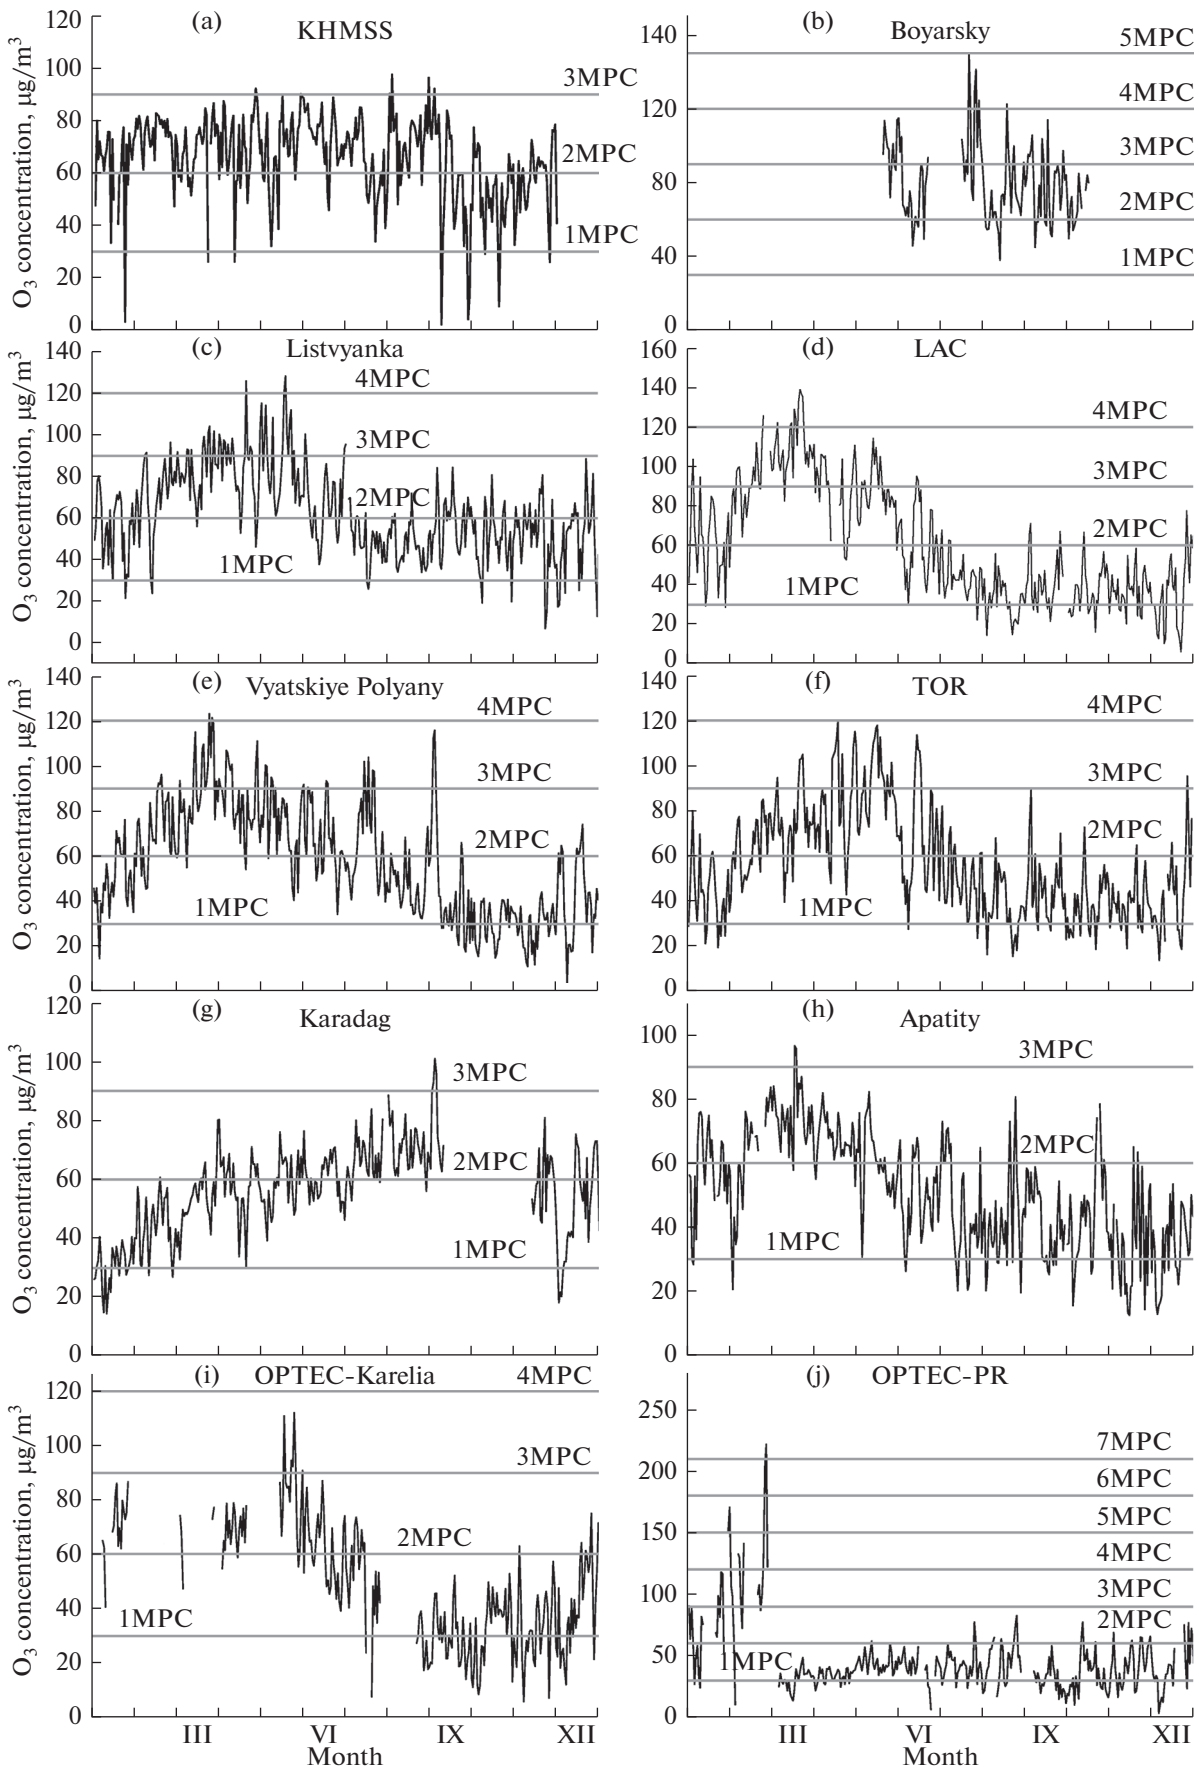 (a)
KHMSS
O3 concentration, μg/m3
120
100
80
60
40
20
0
3MPC
2MPC
1MPC
(b)
Boyarsky
140
120
80
40
0
5MPC
4MPC
3MPC
2MPC
1MPC
(c)
Listvyanka
O3 concentration, μg/m3
140
120
100
80
60
40
20
0
4MPC
3MPC
2MPC
1MPC
(d)
LAC
160
140
120
100
80
60
40
20
0
4MPC
3MPC
2MPC
1MPC
(e)
Vyatskiye Polyany
O3 concentration, μg/m3
140
120
100
80
60
40
20
0
4MPC
3MPC
2MPC
1MPC
(f)
TOR
140
120
100
80
60
40
20
0
4MPC
3MPC
2MPC
1MPC
(g)
Karadag
O3 concentration, μg/m3
120
100
80
60
40
20
0
3MPC
2MPC
1MPC
(h)
Apatity
100
80
60
40
20
0
3MPC
2MPC
1MPC
(i)
OPTEC-Karelia
O3 concentration, μg/m3
120
100
80
60
40
20
0
4MPC
3MPC
2MPC
1MPC
III VI IX XII
Month
(j)
OPTEC-PR
250
200
150
100
50
0
7MPC
6MPC
5MPC
4MPC
3MPC
2MPC
1MPC
III VI IX XII
Month